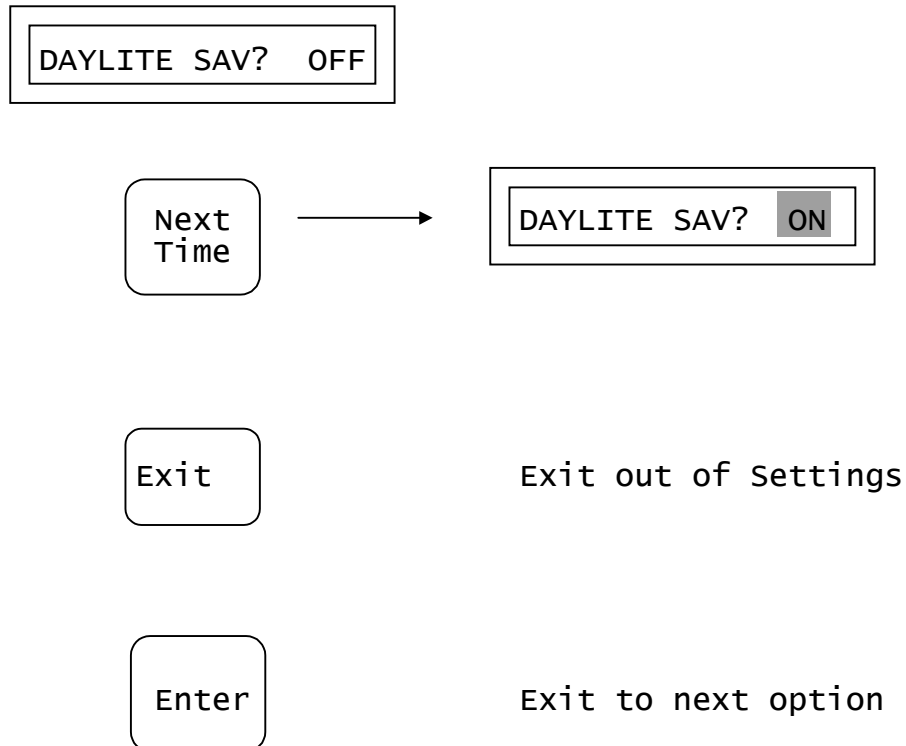 DAYLITE SAV? OFF
Next
Time
DAYLITE SAV? ON
Exit
Exit out of Settings
Enter
Exit to next option